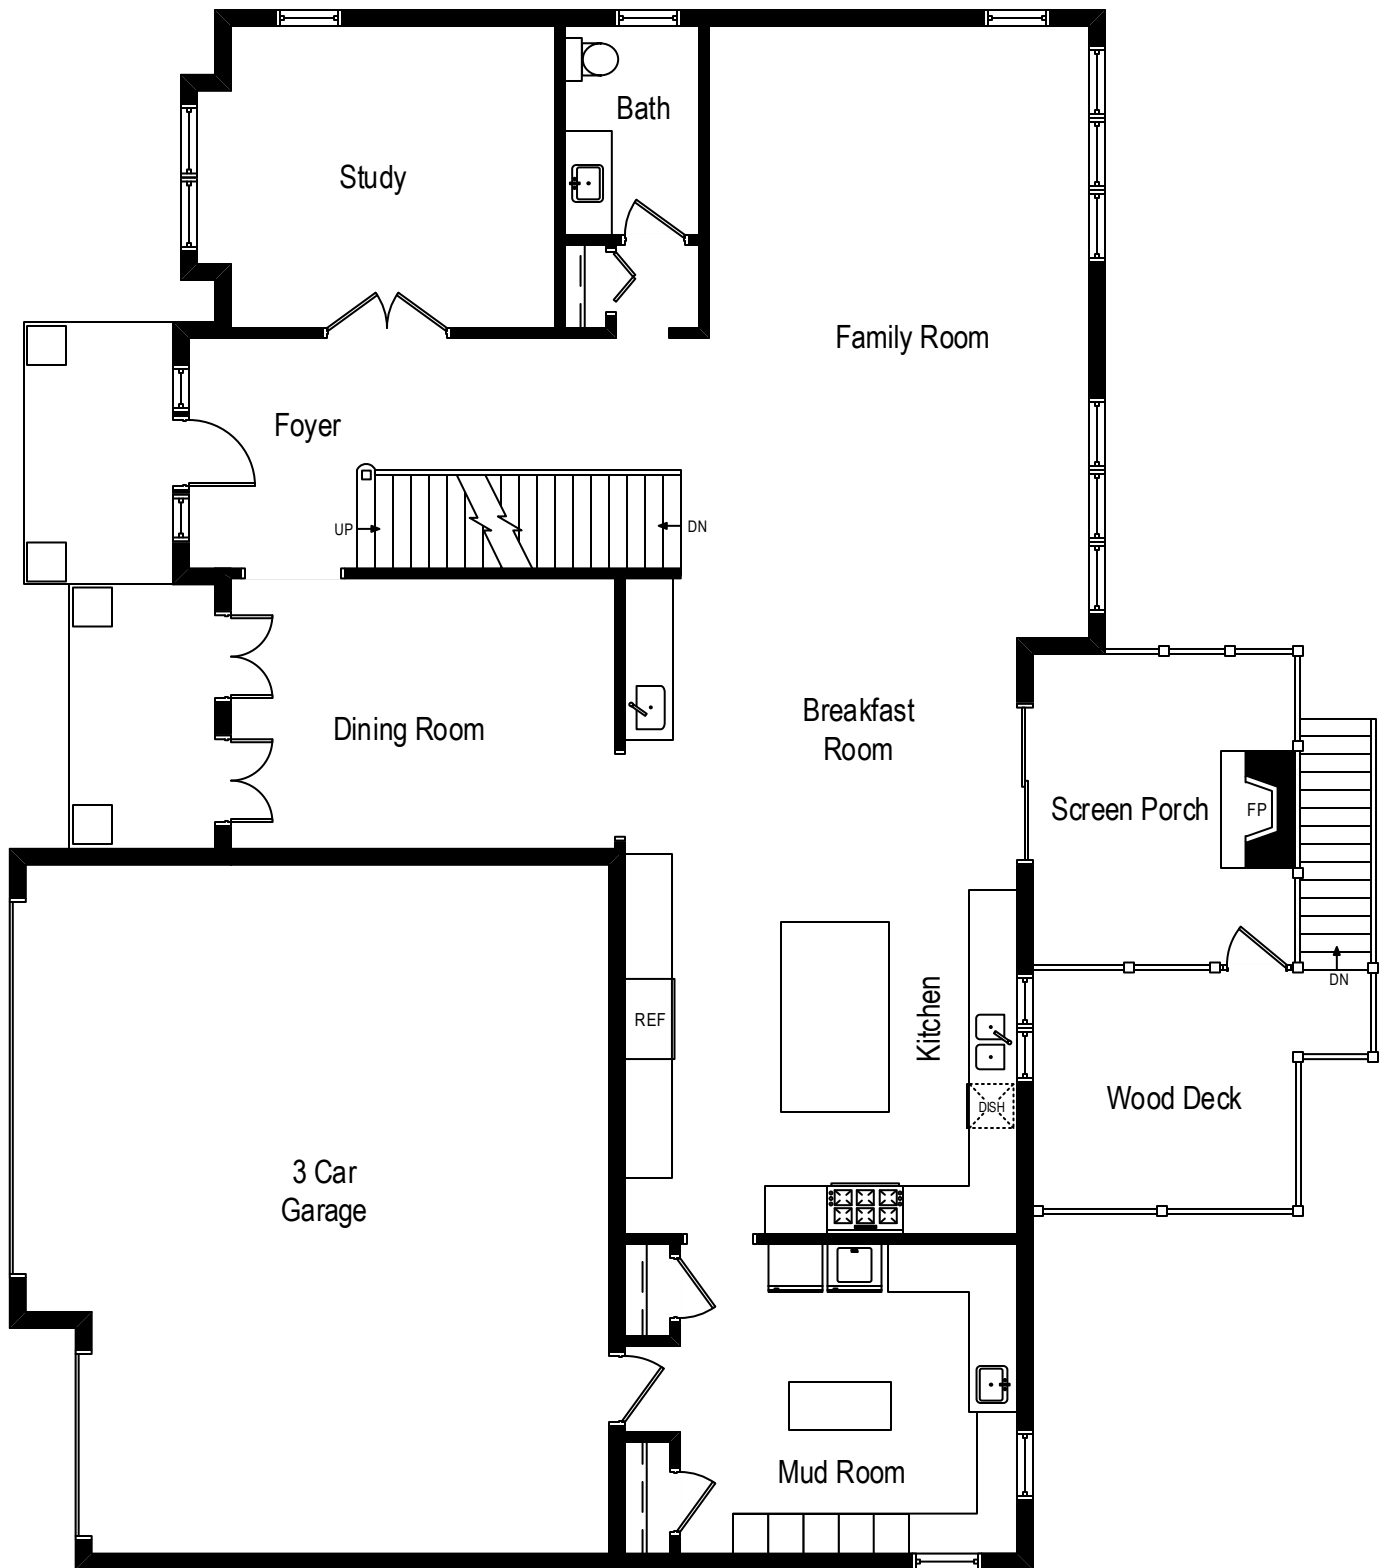 Bath
Study
Family Room
Foyer
UP
DN
Breakfast
Room
Dining Room
Screen Porch
FP
DN
Kitchen
REF
Wood Deck
DISH
3 Car
Garage
Mud Room